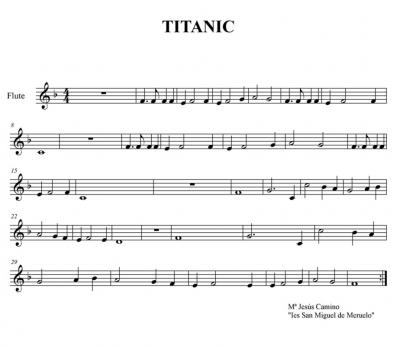 TITANIC
Flute
8
15
22
29
Mª Jesús Camino
"Ies San Miguel de Meruelo"